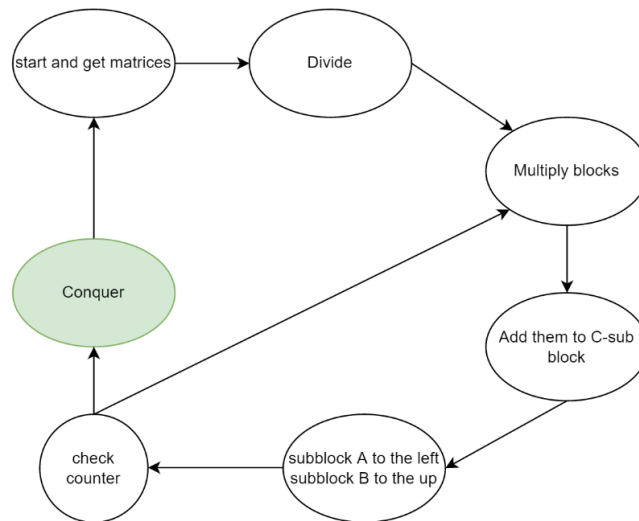 start and get matrices
Divide
Multiply blocks
Conquer
Add them to C-sub
block
check
counter
subblock A to the left
subblock B to the up